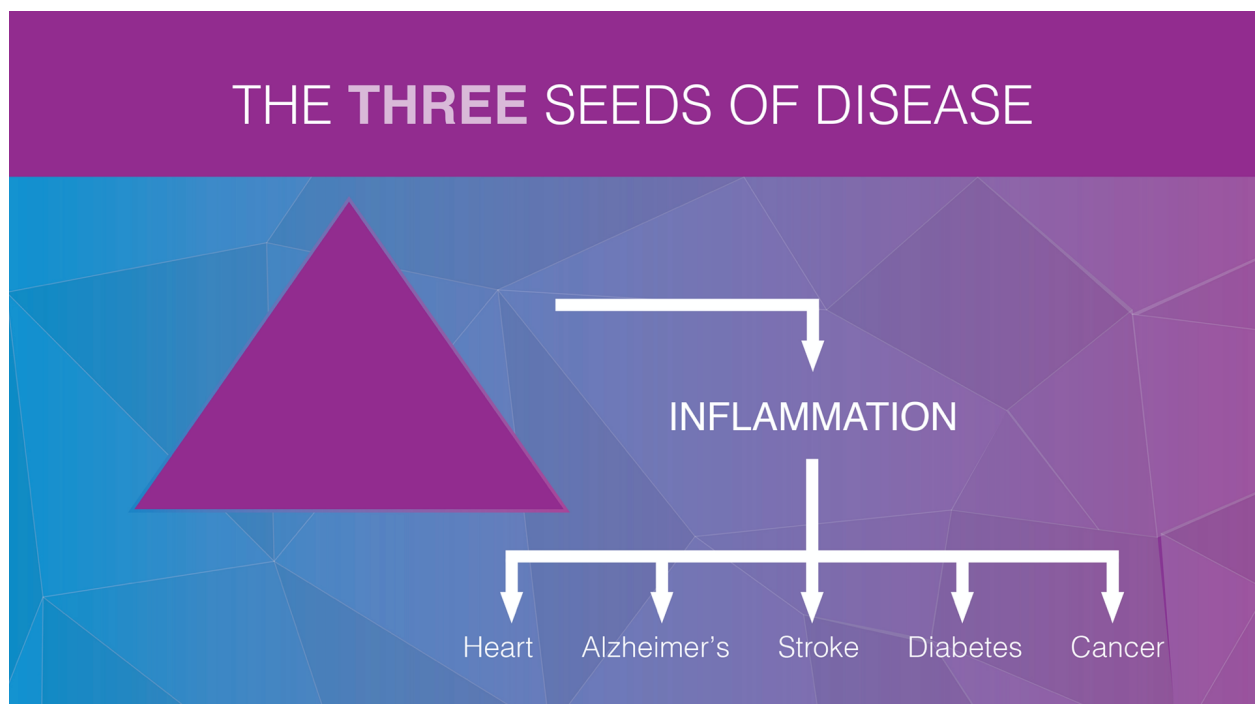 THE THREE SEEDS OF DISEASE
INFLAMMATION
Heart Alzheimer’s Stroke Diabetes Cancer